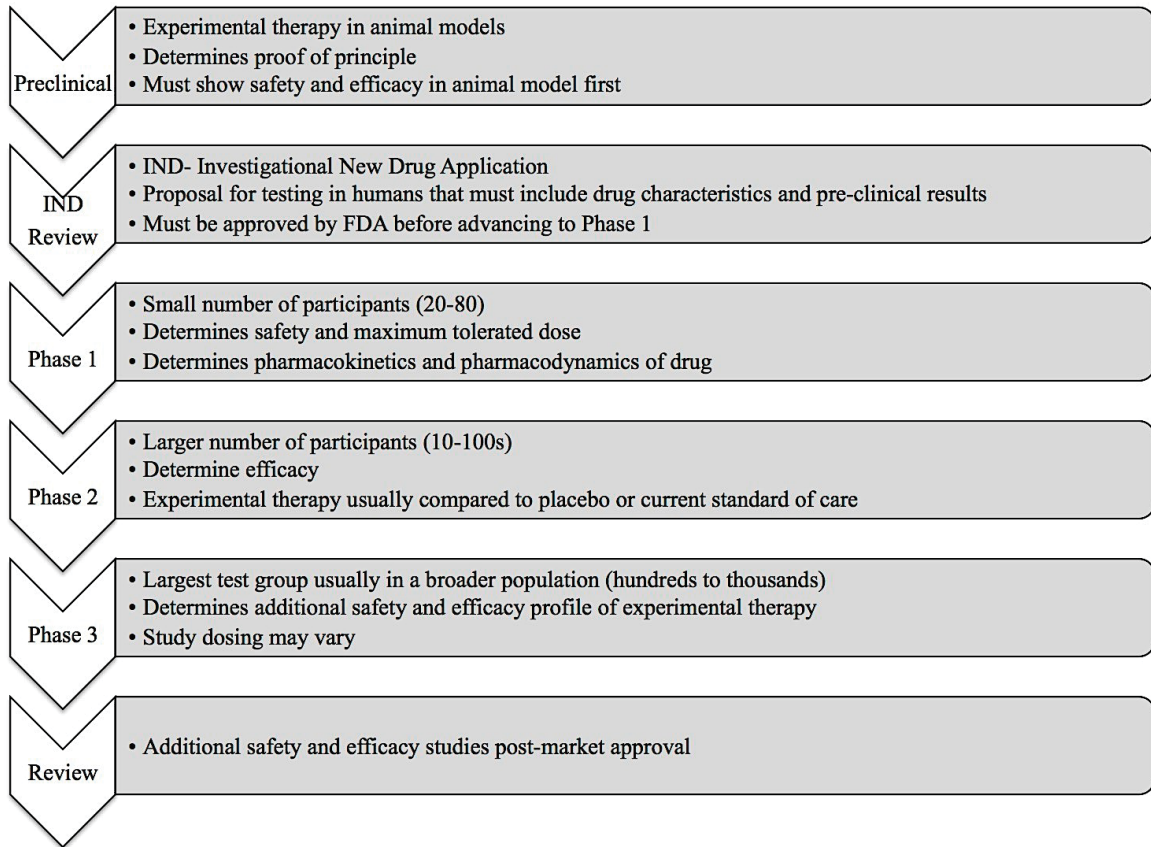 Preclinical
• Experimental therapy in animal models
• Determines proof of principle
• Must show safety and efficacy in animal model first
IND
Review
• IND- Investigational New Drug Application
• Proposal for testing in humans that must include drug characteristics and pre-clinical results
• Must be approved by FDA before advancing to Phase 1
Phase 1
• Small number of participants (20-80)
• Determines safety and maximum tolerated dose
• Determines pharmacokinetics and pharmacodynamics of drug
Phase 2
• Larger number of participants (10-100s)
• Determine efficacy
• Experimental therapy usually compared to placebo or current standard of care
Phase 3
• Largest test group usually in a broader population (hundreds to thousands)
• Determines additional safety and efficacy profile of experimental therapy
• Study dosing may vary
Review
• Additional safety and efficacy studies post-market approval